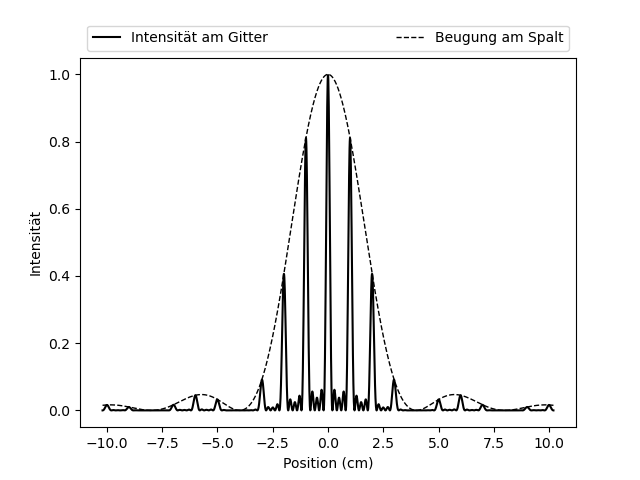 Intensität am Gitter
Beugung am Spalt
Intensität
1.0
0.8
0.6
0.4
0.2
0.0
−10.0 −7.5 −5.0 −2.5 0.0 2.5 5.0 7.5 10.0
Position (cm)